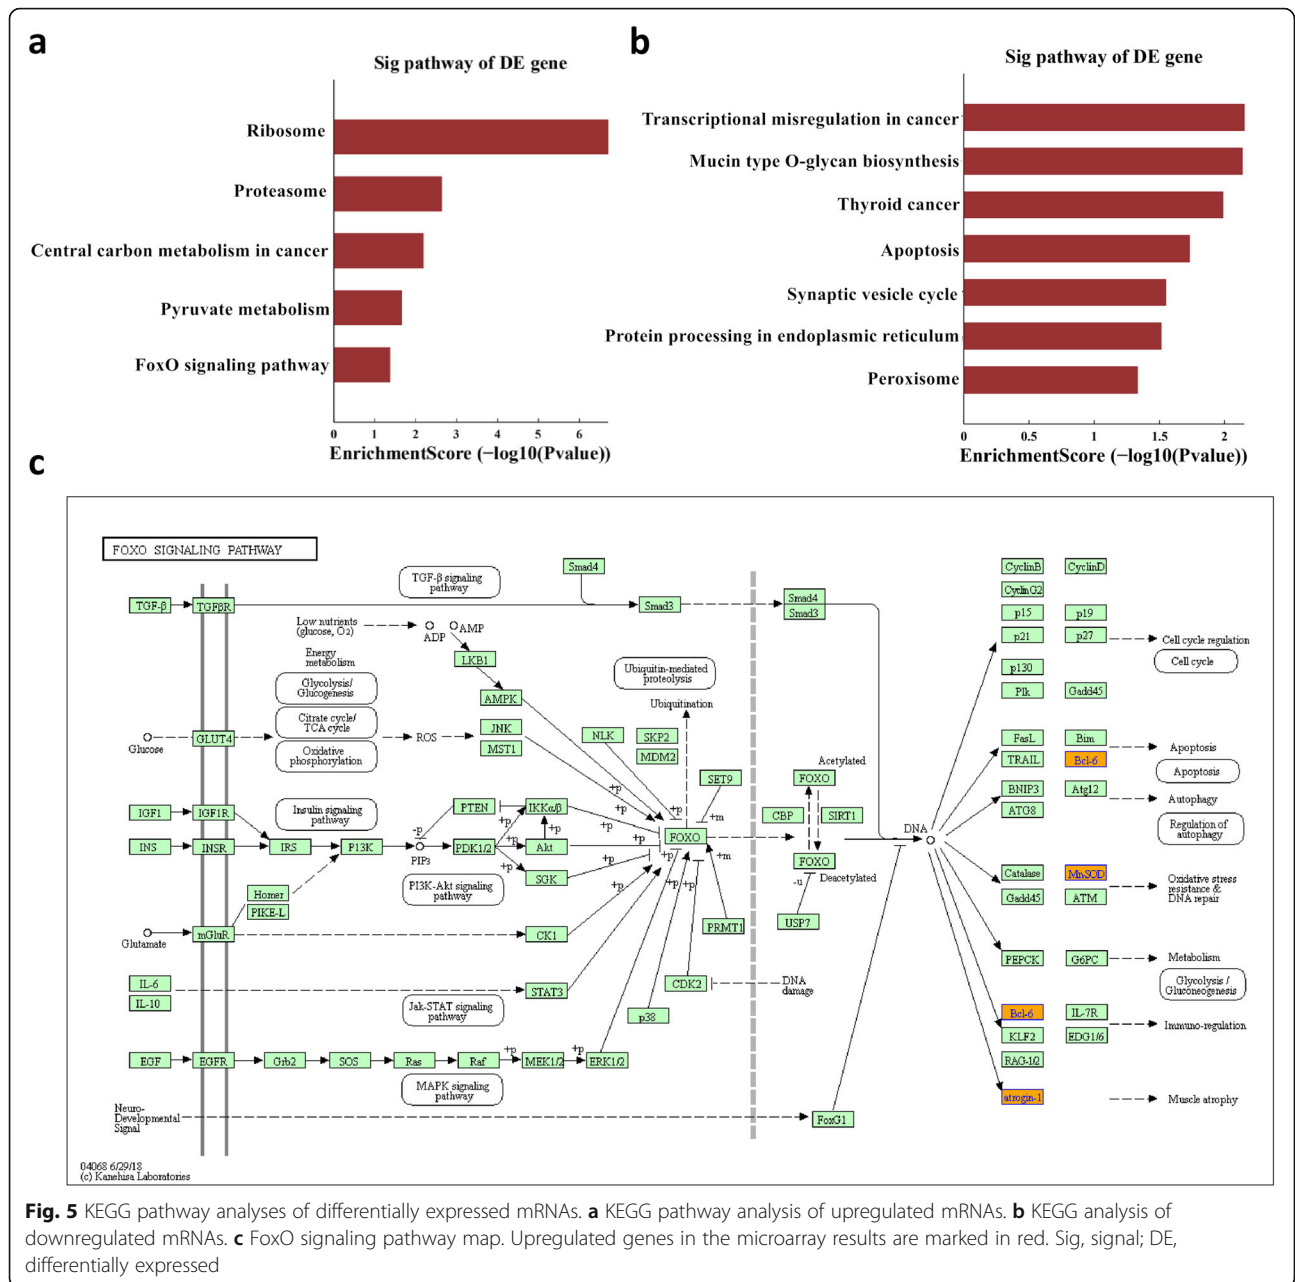 a
Sig pathway of DE gene
Ribosome
Proteasome
Central carbon metabolism in cancer
Pyruvate metabolism
FoxO signaling pathway
0 1 2 3 4 5 6
EnrichmentScore (−log10(Pvalue))
b
Sig pathway of DE gene
Transcriptional misregulation in cancer
Mucin type O-glycan biosynthesis
Thyroid cancer
Apoptosis
Synaptic vesicle cycle
Protein processing in endoplasmic reticulum
Peroxisome
0 0.5 1 1.5 2
EnrichmentScore (−log10(Pvalue))
c
FOXO SIGNALING PATHWAY
TGF-β signaling
pathway
Smad4
TGF-β TGFβR Smad3 Smad4
Smad3
Low nutrients
(glucose, O2)
ADP AMP
Energy
metabolism
LKB1
Glycolysis/
Glucogenesis
AMPK
Ubiquitin-mediated
proteolysis
Ubiquitination
Citrate cycle/
TCA cycle
Glucose GLUT4 ROS
JNK
MST1
Oxidative
phosphorylation
NLK SKP2
MDM2
SET9
Acetylated
FOXO
+p +p +m
IGF1 IGF1R
Insulin signaling
pathway
PTEN IKKα/β
CBP SIRT1
-p +p +p +p +p
INS INSR IRS P13K PIP3 PDK1/2 Akt FOXO FOXO
Deacetylated
DNA
+p +p +p +m -u
SGK
PI3K-Akt signaling
pathway
+p +p +p
Homer
PIKE-L
Glutamate mGluR CK1 PRMT1 USP7
IL-6
IL-10
STAT3
Jak-STAT signaling
pathway
CDK2
DNA
damage
p38
EGF EGFR Grb2 SOS Ras Raf +p MEK1/2 +p ERK1/2
MAPK signaling
pathway
Neuro-
Developmental
Signal
FoxG1
CyclinB CyclinD
CyclinG2
p15 p19
p21 p27 Cell cycle regulation
p130 Cell cycle
Plk Gadd45
FasL Bim Apoptosis
TRAIL Bcl-6 Apoptosis
BNIP3 Atg12 Autophagy
ATG8
Regulation of
autophagy
Catalase MnSOD
Gadd45 ATM
Oxidative stress
resistance &
DNA repair
PEPCK G6PC Metabolism
Glycolysis /
Gluconeogenesis
Bcl-6 IL-7R
KLF2 EDG1/6 Immuno-regulation
RAG-1/2
atrogin-1 Muscle atrophy
04068 6/29/18
(c) Kanehisa Laboratories
Fig. 5 KEGG pathway analyses of differentially expressed mRNAs. a KEGG pathway analysis of upregulated mRNAs. b KEGG analysis of
downregulated mRNAs. c FoxO signaling pathway map. Upregulated genes in the microarray results are marked in red. Sig, signal; DE,
differentially expressed